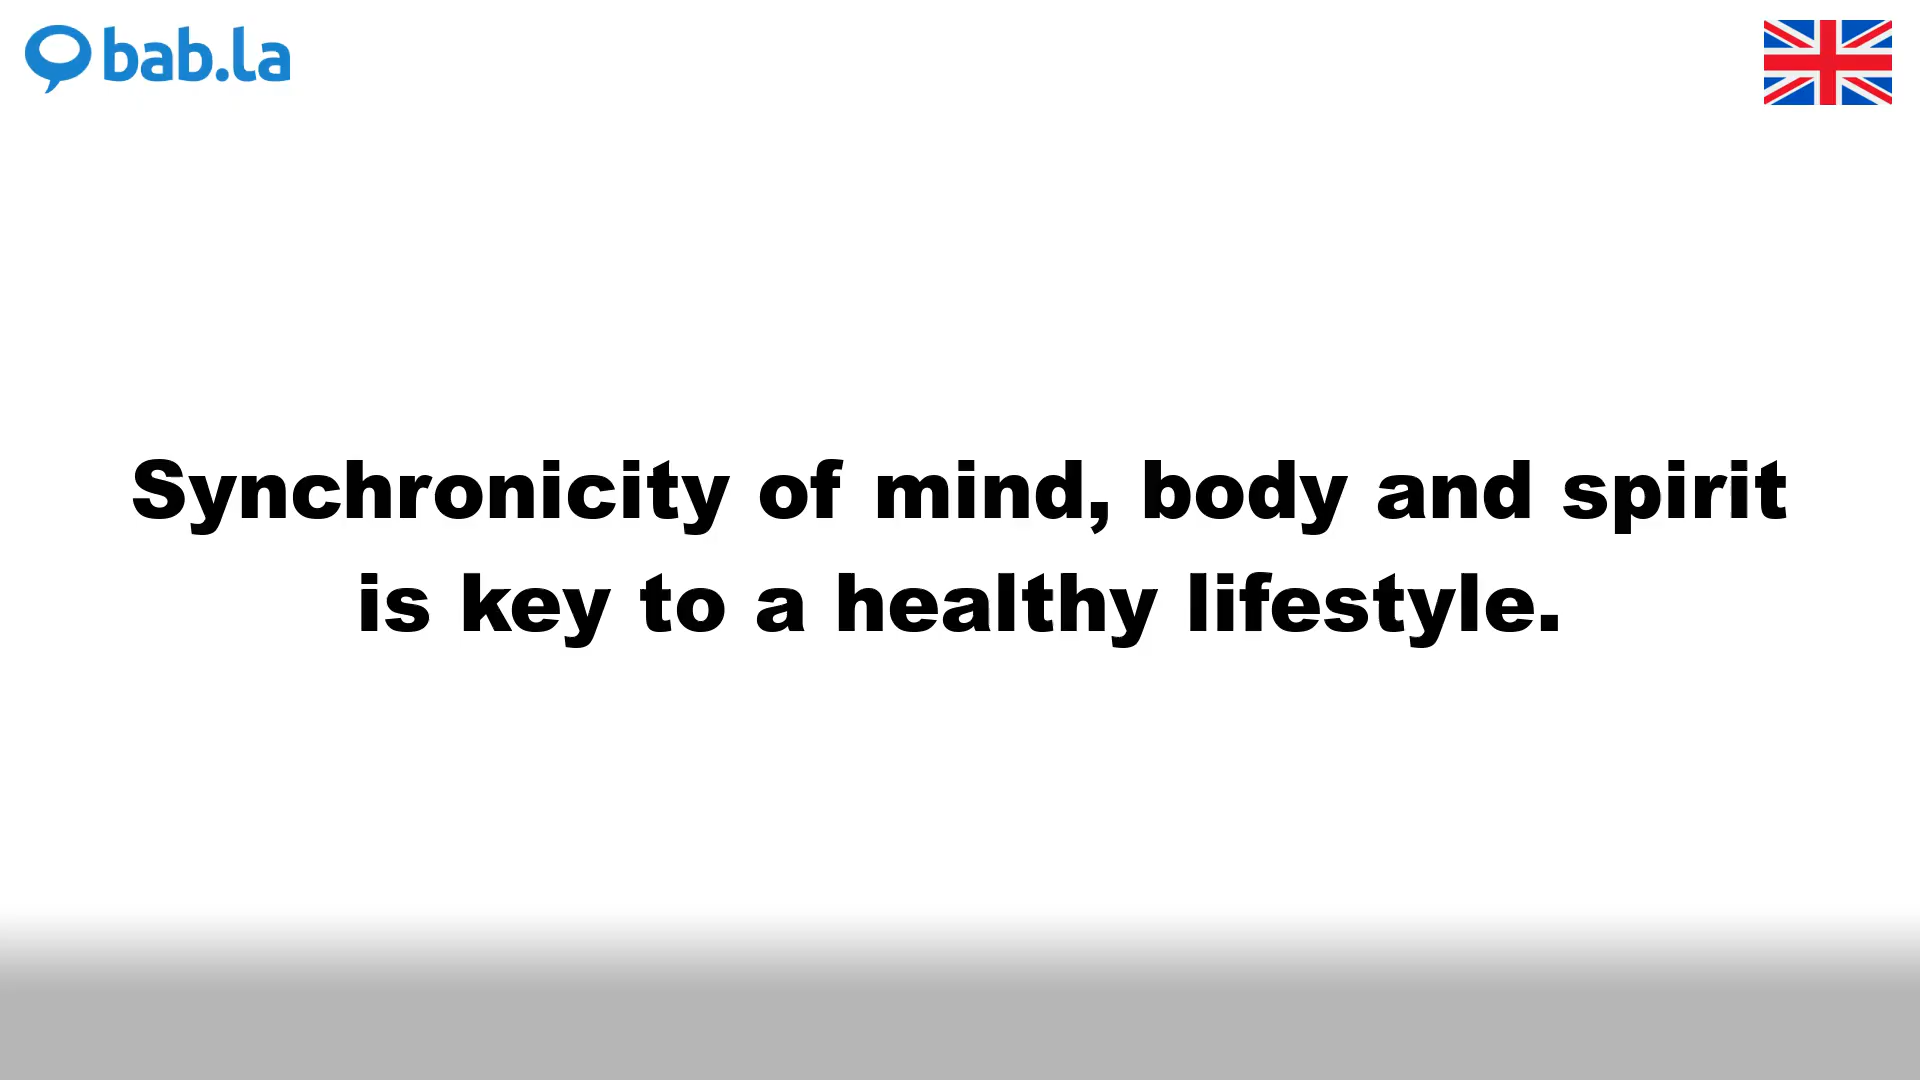 bab.la
Synchronicity of mind, body and spirit
is key to a healthy lifestyle.